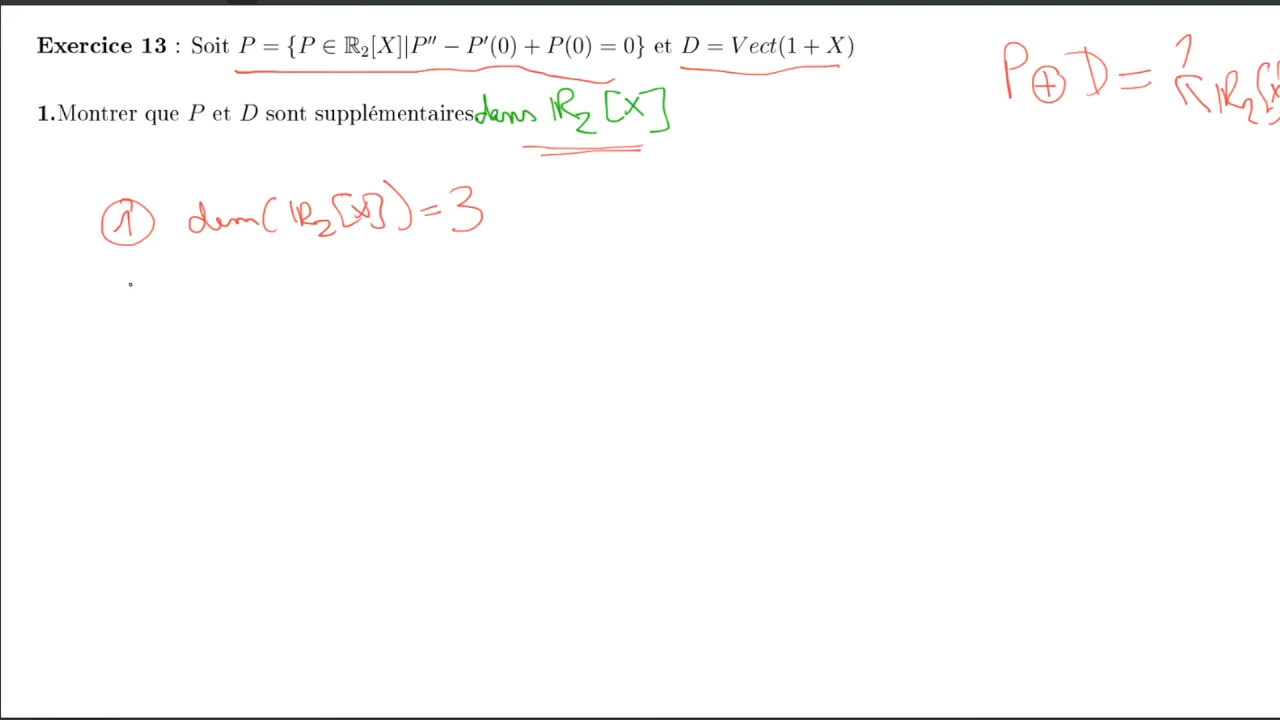 Exercice 13 : Soit P = {P ∈ ℝ₂[X]|P″ − P′(0) + P(0) = 0} et D = Vect(1 + X)
P ⊕ D = ℝ₂[X
1.Montrer que P et D sont supplémentaires dans ℝ₂[X]
① dim(ℝ₂[X]) = 3